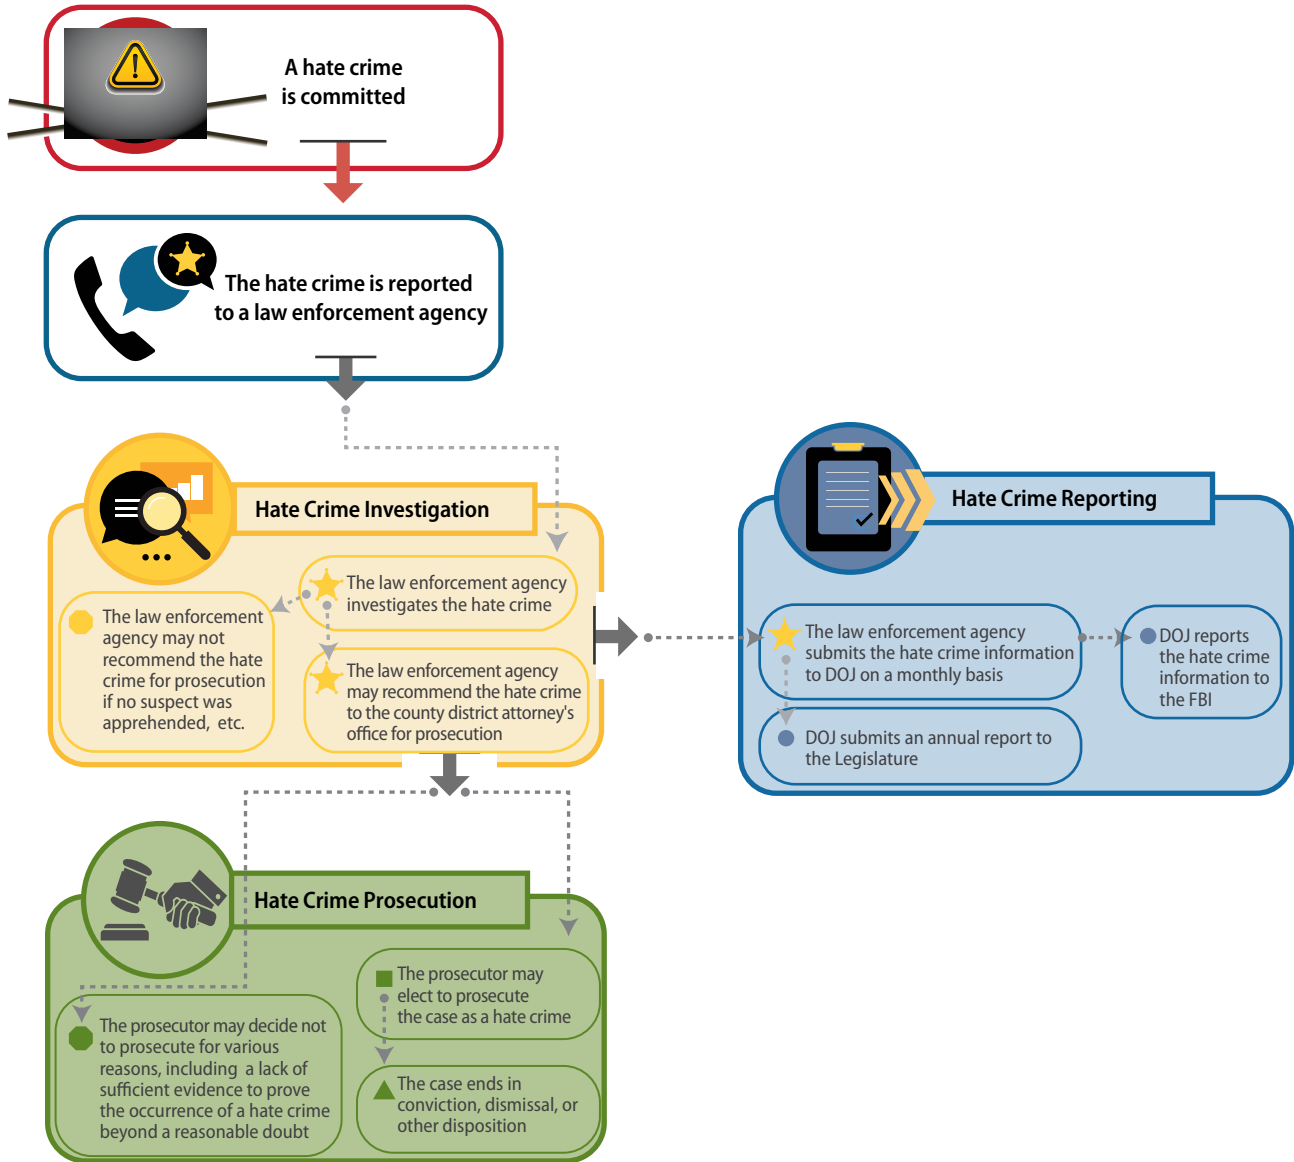 A hate crime
is committed
The hate crime is reported
to a law enforcement agency
Hate Crime Investigation
The law enforcement agency
investigates the hate crime
The law enforcement
agency may not
recommend the hate
crime for prosecution
if no suspect was
apprehended, etc.
The law enforcement agency
may recommend the hate crime
to the county district attorney's
office for prosecution
Hate Crime Reporting
The law enforcement agency
submits the hate crime information
to DOJ on a monthly basis
DOJ reports
the hate crime
information to
the FBI
DOJ submits an annual report to
the Legislature
Hate Crime Prosecution
The prosecutor may
elect to prosecute
the case as a hate crime
The prosecutor may decide not
to prosecute for various
reasons, including a lack of
sufficient evidence to prove
the occurrence of a hate crime
beyond a reasonable doubt
The case ends in
conviction, dismissal, or
other disposition